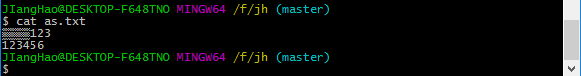 JIangHao@DESKTOP-F648TNO MINGW64 /f/jh (master)
$ cat as.txt
▒▒▒▒123
123456
JIangHao@DESKTOP-F648TNO MINGW64 /f/jh (master)
$